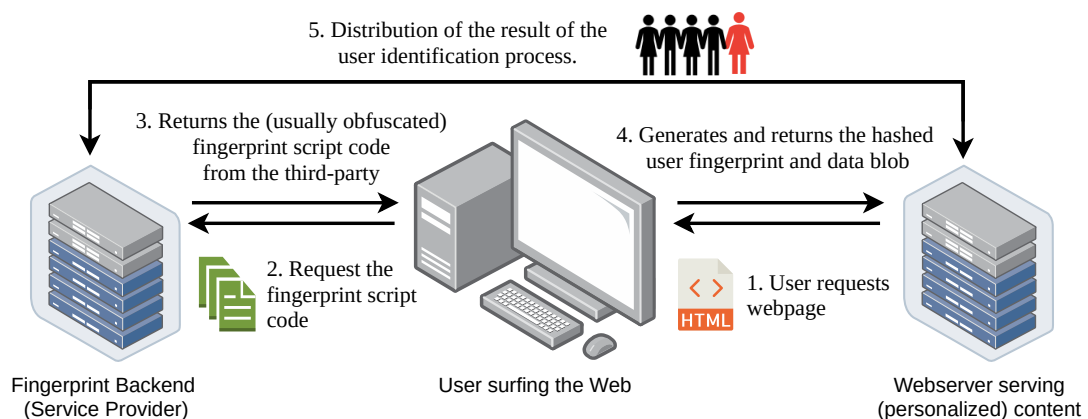 5. Distribution of the result of the
user identification process.
3. Returns the (usually obfuscated)
fingerprint script code
from the third-party
4. Generates and returns the hashed
user fingerprint and data blob
2. Request the
fingerprint script
code
HTML
1. User requests
webpage
Fingerprint Backend
(Service Provider)
User surfing the Web
Webserver serving
(personalized) content